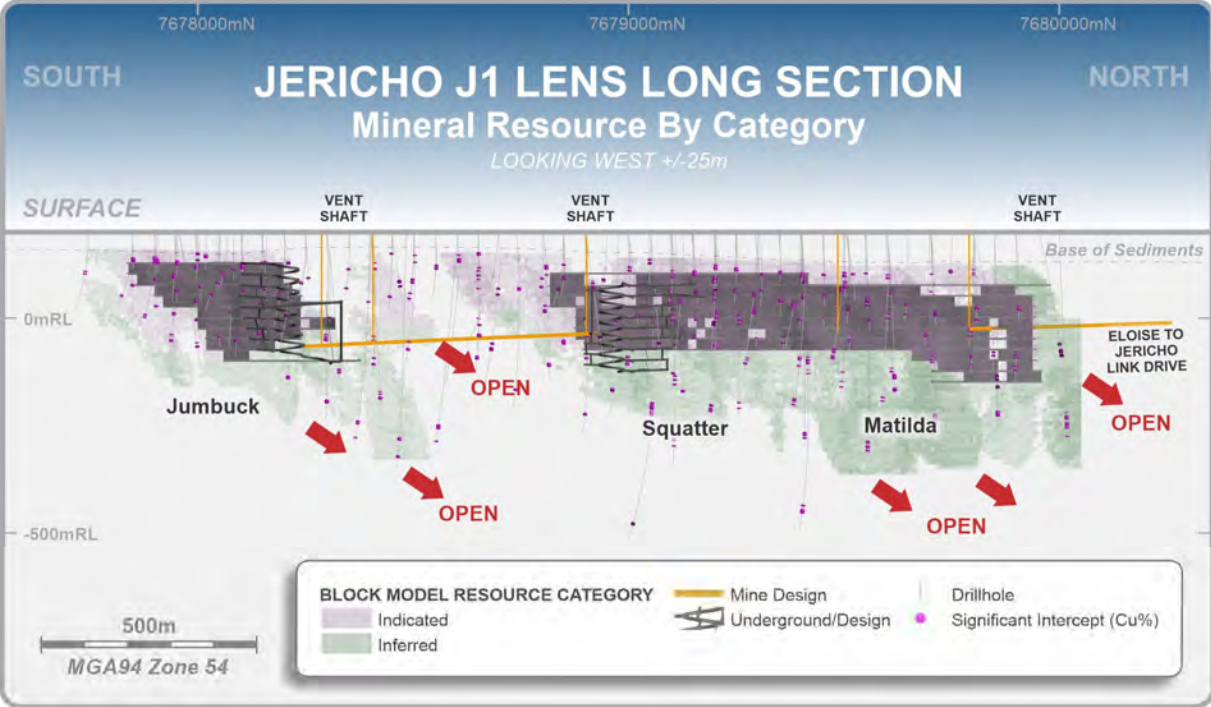 7678000mN
7679000mN
7680000mN
SOUTH
JERICHO J1 LENS LONG SECTION
NORTH
Mineral Resource By Category
LOOKING WEST +/-25m
SURFACE
VENT
SHAFT
VENT
SHAFT
VENT
SHAFT
Base of Sediments
0mRL
ELOISE TO
JERICHO
LINK DRIVE
OPEN
Jumbuck
Squatter
Matilda
OPEN
OPEN
OPEN
-500mRL
BLOCK MODEL RESOURCE CATEGORY
Indicated
Inferred
Mine Design
Underground/Design
Drillhole
Significant Intercept (Cu%)
500m
MGA94 Zone 54